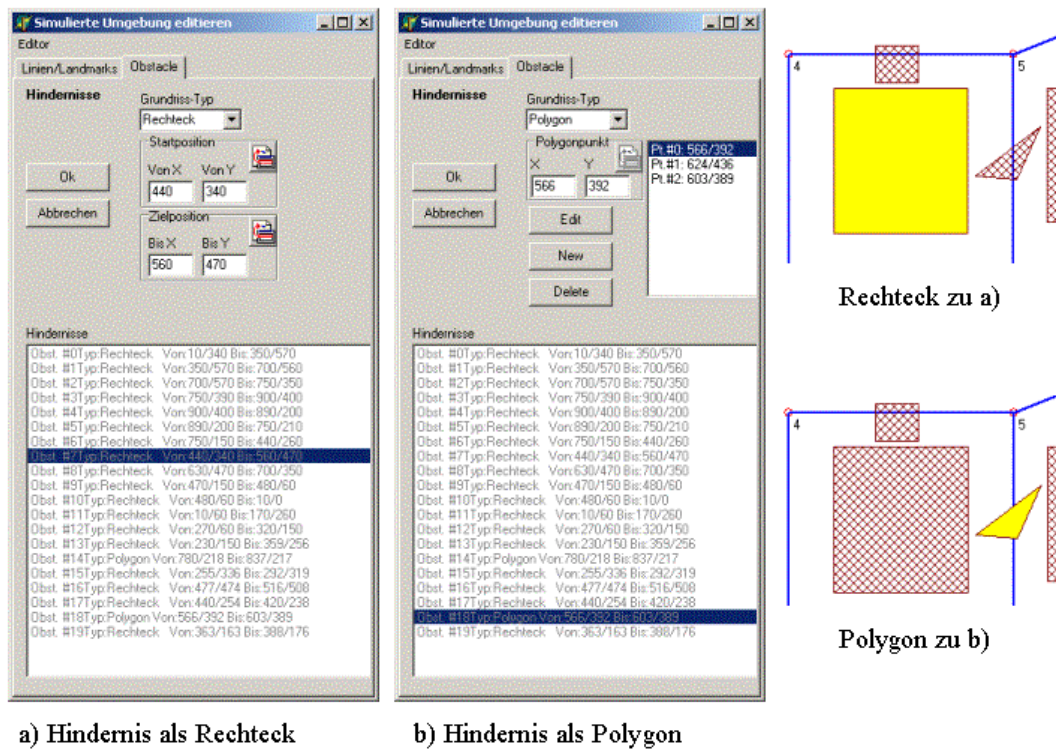 Simulierte Umgebung editieren
Editor
Linien/Landmarks Obstacle
Hindernisse
Grundriss-Typ
Rechteck
Startposition
Von X Von Y
440 340
Ok
Abbrechen
Zielposition
Bis X Bis Y
560 470
Hindernisse
Obst. #0Typ:Rechteck Von:10/340 Bis:350/570
Obst. #1Typ:Rechteck Von:350/570 Bis:700/560
Obst. #2Typ:Rechteck Von:700/570 Bis:750/350
Obst. #3Typ:Rechteck Von:750/390 Bis:900/400
Obst. #4Typ:Rechteck Von:900/400 Bis:890/200
Obst. #5Typ:Rechteck Von:890/200 Bis:750/210
Obst. #6Typ:Rechteck Von:750/150 Bis:440/260
Obst. #7Typ:Rechteck Von:440/340 Bis:560/470
Obst. #8Typ:Rechteck Von:630/470 Bis:700/350
Obst. #9Typ:Rechteck Von:470/150 Bis:480/60
Obst. #10Typ:Rechteck Von:480/60 Bis:10/0
Obst. #11Typ:Rechteck Von:10/60 Bis:170/260
Obst. #12Typ:Rechteck Von:270/60 Bis:320/150
Obst. #13Typ:Rechteck Von:230/150 Bis:359/256
Obst. #14Typ:Polygon Von:780/218 Bis:837/217
Obst. #15Typ:Rechteck Von:255/336 Bis:292/319
Obst. #16Typ:Rechteck Von:477/474 Bis:516/508
Obst. #17Typ:Rechteck Von:440/254 Bis:420/238
Obst. #18Typ:Polygon Von:566/392 Bis:603/389
Obst. #19Typ:Rechteck Von:363/163 Bis:388/176
a) Hindernis als Rechteck
Simulierte Umgebung editieren
Editor
Linien/Landmarks Obstacle
Hindernisse
Grundriss-Typ
Polygon
Polygonpunkt
X Y
566 392
Pt.#0: 566/392
Pt.#1: 624/436
Pt.#2: 603/389
Ok
Abbrechen
Edit
New
Delete
Hindernisse
Obst. #0Typ:Rechteck Von:10/340 Bis:350/570
Obst. #1Typ:Rechteck Von:350/570 Bis:700/560
Obst. #2Typ:Rechteck Von:700/570 Bis:750/350
Obst. #3Typ:Rechteck Von:750/390 Bis:900/400
Obst. #4Typ:Rechteck Von:900/400 Bis:890/200
Obst. #5Typ:Rechteck Von:890/200 Bis:750/210
Obst. #6Typ:Rechteck Von:750/150 Bis:440/260
Obst. #7Typ:Rechteck Von:440/340 Bis:560/470
Obst. #8Typ:Rechteck Von:630/470 Bis:700/350
Obst. #9Typ:Rechteck Von:470/150 Bis:480/60
Obst. #10Typ:Rechteck Von:480/60 Bis:10/0
Obst. #11Typ:Rechteck Von:10/60 Bis:170/260
Obst. #12Typ:Rechteck Von:270/60 Bis:320/150
Obst. #13Typ:Rechteck Von:230/150 Bis:359/256
Obst. #14Typ:Polygon Von:780/218 Bis:837/217
Obst. #15Typ:Rechteck Von:255/336 Bis:292/319
Obst. #16Typ:Rechteck Von:477/474 Bis:516/508
Obst. #17Typ:Rechteck Von:440/254 Bis:420/238
Obst. #18Typ:Polygon Von:566/392 Bis:603/389
Obst. #19Typ:Rechteck Von:363/163 Bis:388/176
b) Hindernis als Polygon
4 5
Rechteck zu a)
4 5
Polygon zu b)